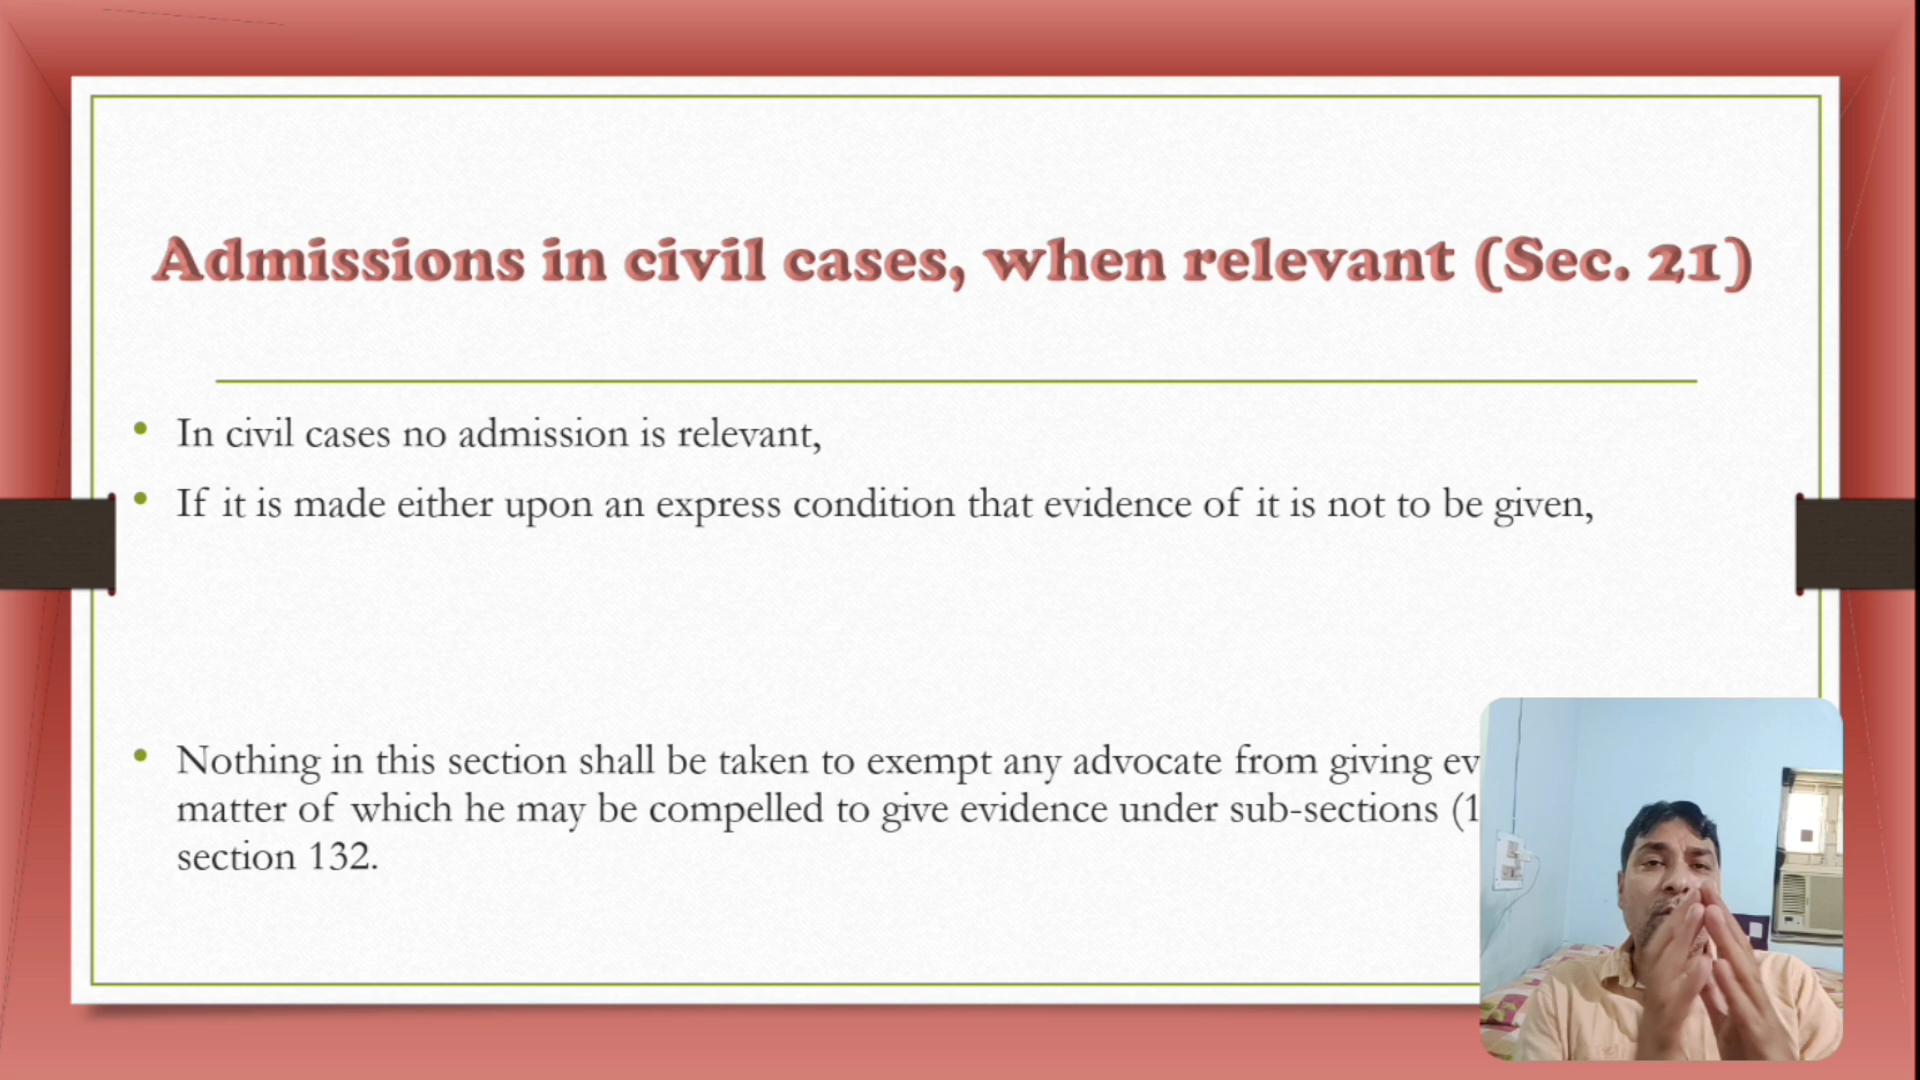 Admissions in civil cases, when relevant (Sec. 21)
In civil cases no admission is relevant,
If it is made either upon an express condition that evidence of it is not to be given,
Nothing in this section shall be taken to exempt any advocate from giving
matter of which he may be compelled to give evidence under sub-sections (1
section 132.